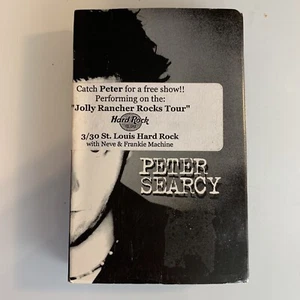 Catch Peter for a free show!!
Performing on the:
"Jolly Rancher Rocks Tour"
Hard Rock
3/30 St. Louis Hard Rock
with Neve & Frankie Machine
PETER
SEARCY